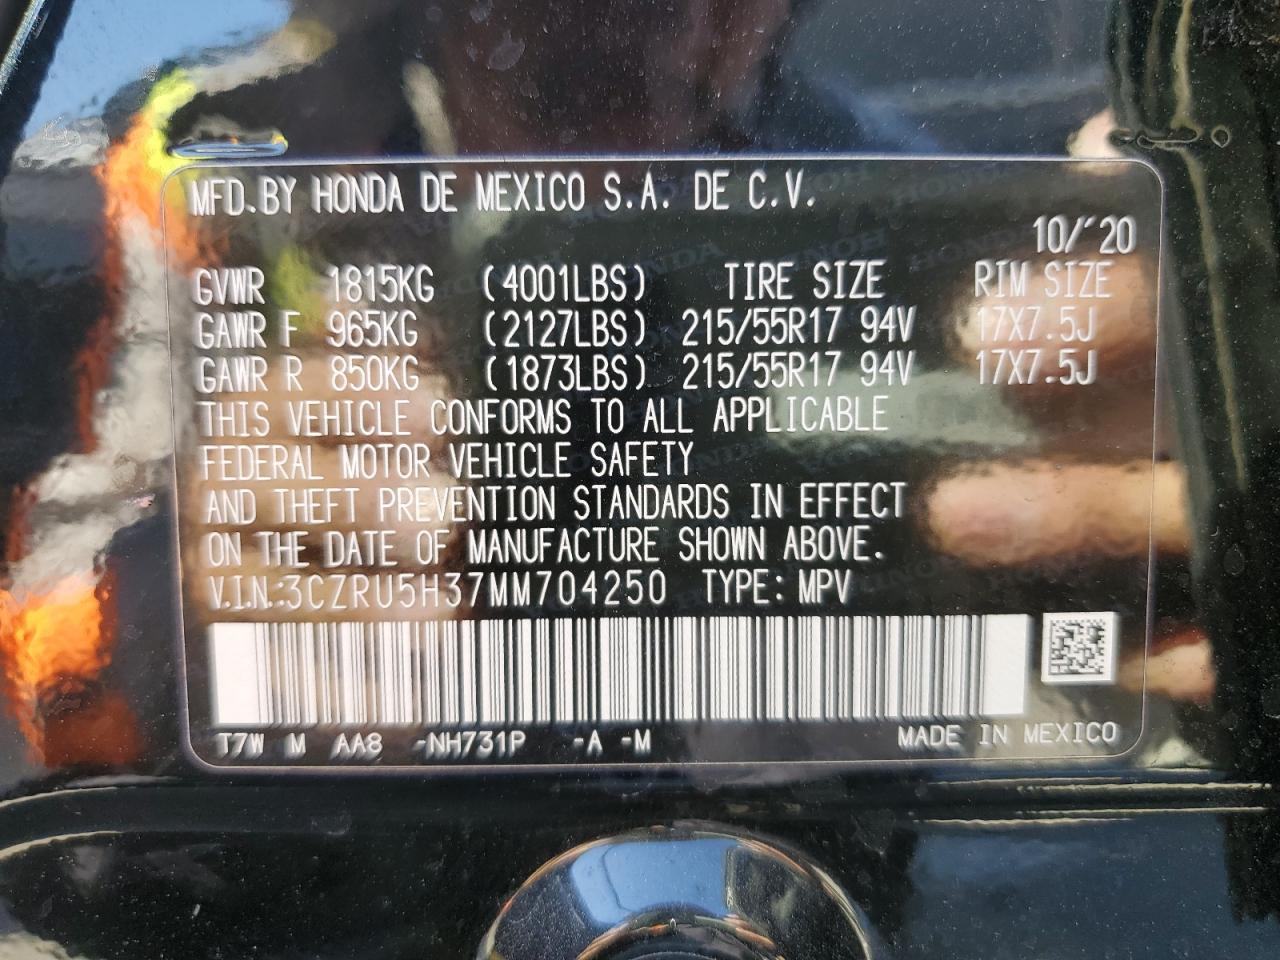 MFD.BY HONDA DE MEXICO S.A. DE C.V.
10/'20
GVWR 1815KG (4001LBS) TIRE SIZE RIM SIZE
GAWR F 965KG (2127LBS) 215/55R17 94V 17X7.5J
GAWR R 850KG (1873LBS) 215/55R17 94V 17X7.5J
THIS VEHICLE CONFORMS TO ALL APPLICABLE
FEDERAL MOTOR VEHICLE SAFETY
AND THEFT PREVENTION STANDARDS IN EFFECT
ON THE DATE OF MANUFACTURE SHOWN ABOVE.
V.I.N.:3CZRU5H37MM704250 TYPE: MPV
T7W M AA8 -NH731P -A -M MADE IN MEXICO